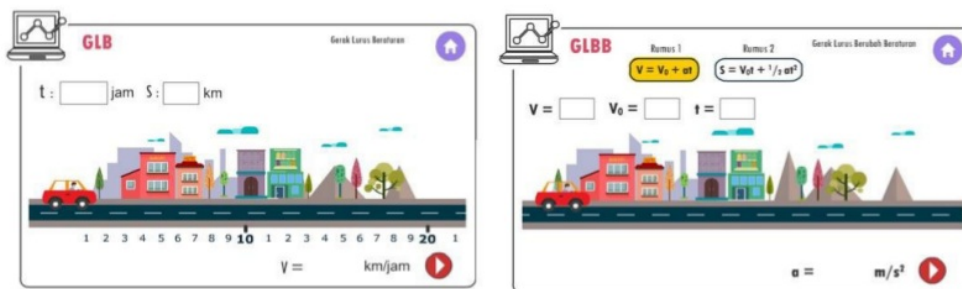 GLB
Gerak Lurus Beraturan
t : jam S : km
1 2 3 4 5 6 7 8 9 10 1 2 3 4 5 6 7 8 9 20 1
V = km/jam
GLBB
Rumus 1
Rumus 2
Gerak Lurus Berubah Beraturan
V = V₀ + at
S = V₀t + ¹/₂ at²
V = V₀ = t =
a = m/s²